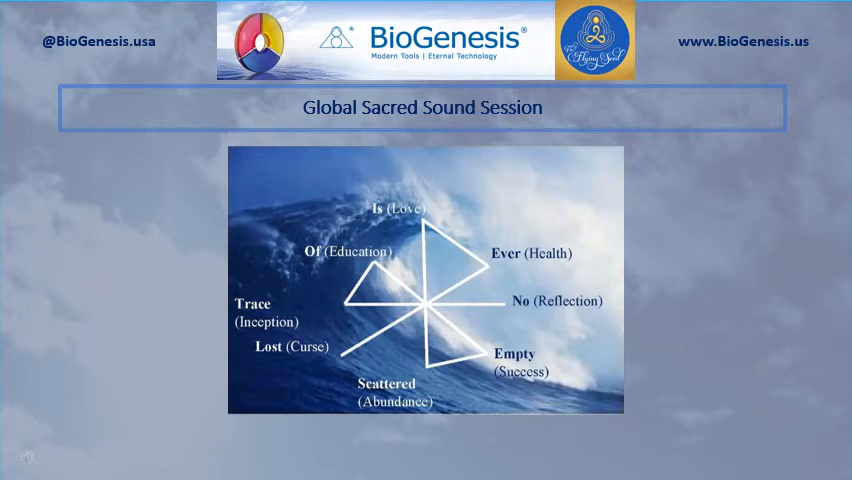 @BioGenesis.usa
BioGenesis®
Modern Tools | Eternal Technology
The Flying Seed
www.BioGenesis.us
Global Sacred Sound Session
Is (Love)
Of (Education)
Ever (Health)
Trace
(Inception)
No (Reflection)
Lost (Curse)
Empty
(Success)
Scattered
(Abundance)